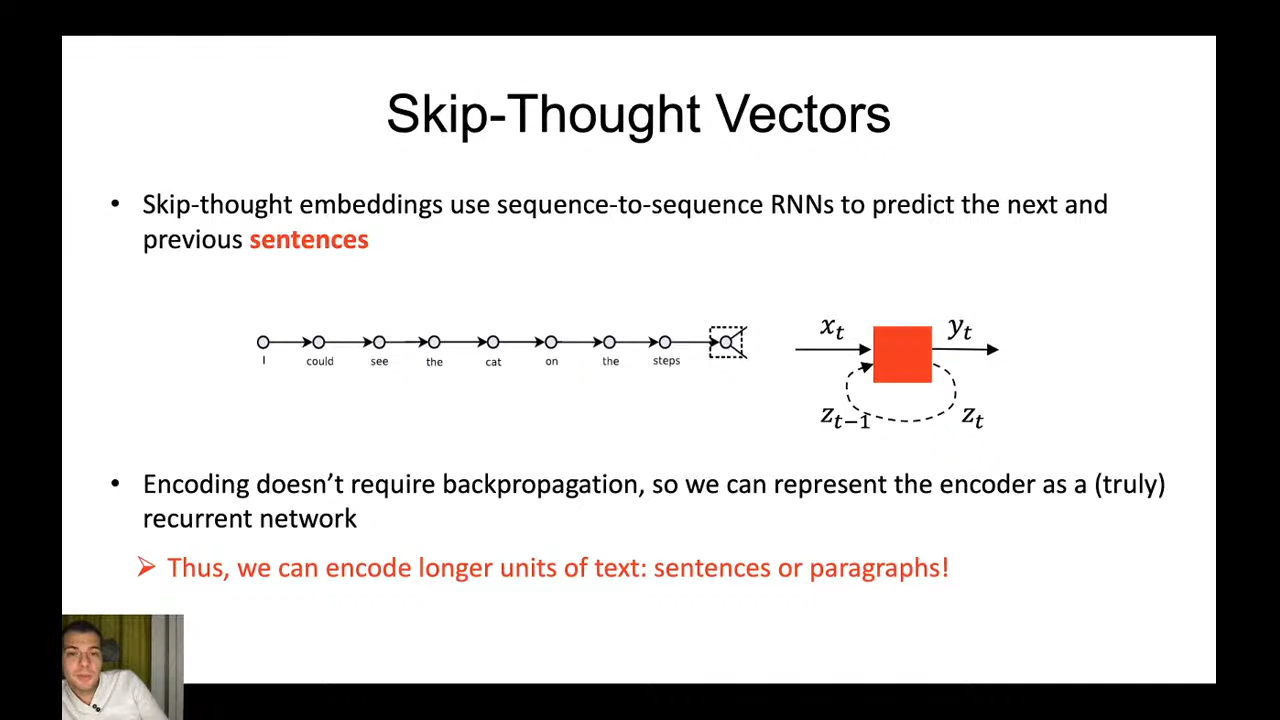 Skip-Thought Vectors
• Skip-thought embeddings use sequence-to-sequence RNNs to predict the next and
previous sentences
I could see the cat on the steps
x_t y_t
z_{t−1} z_t
• Encoding doesn’t require backpropagation, so we can represent the encoder as a (truly)
recurrent network
➢ Thus, we can encode longer units of text: sentences or paragraphs!